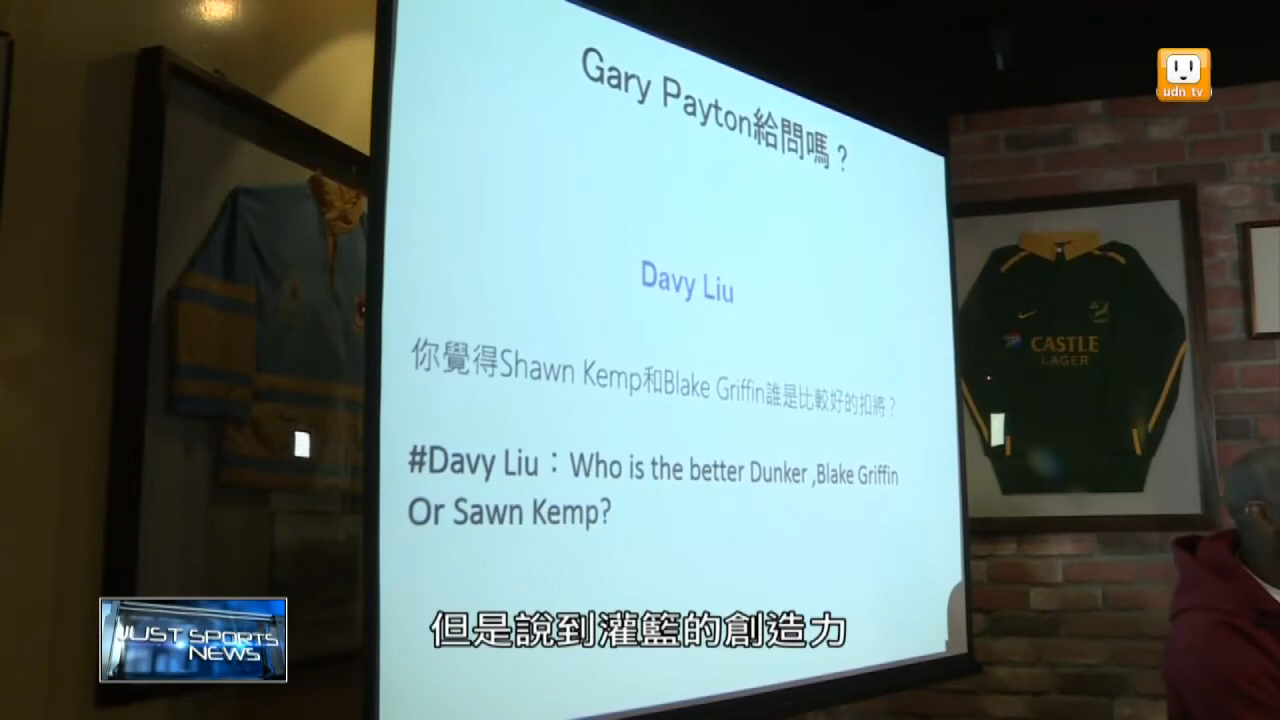 udn tv
Gary Payton給問嗎？
Davy Liu
你覺得Shawn Kemp和Blake Griffin誰是比較好的扣將？
#Davy Liu：Who is the better Dunker ,Blake Griffin
Or Sawn Kemp?
CASTLE
LAGER
JUST SPORTS
NEWS
但是說到灌籃的創造力